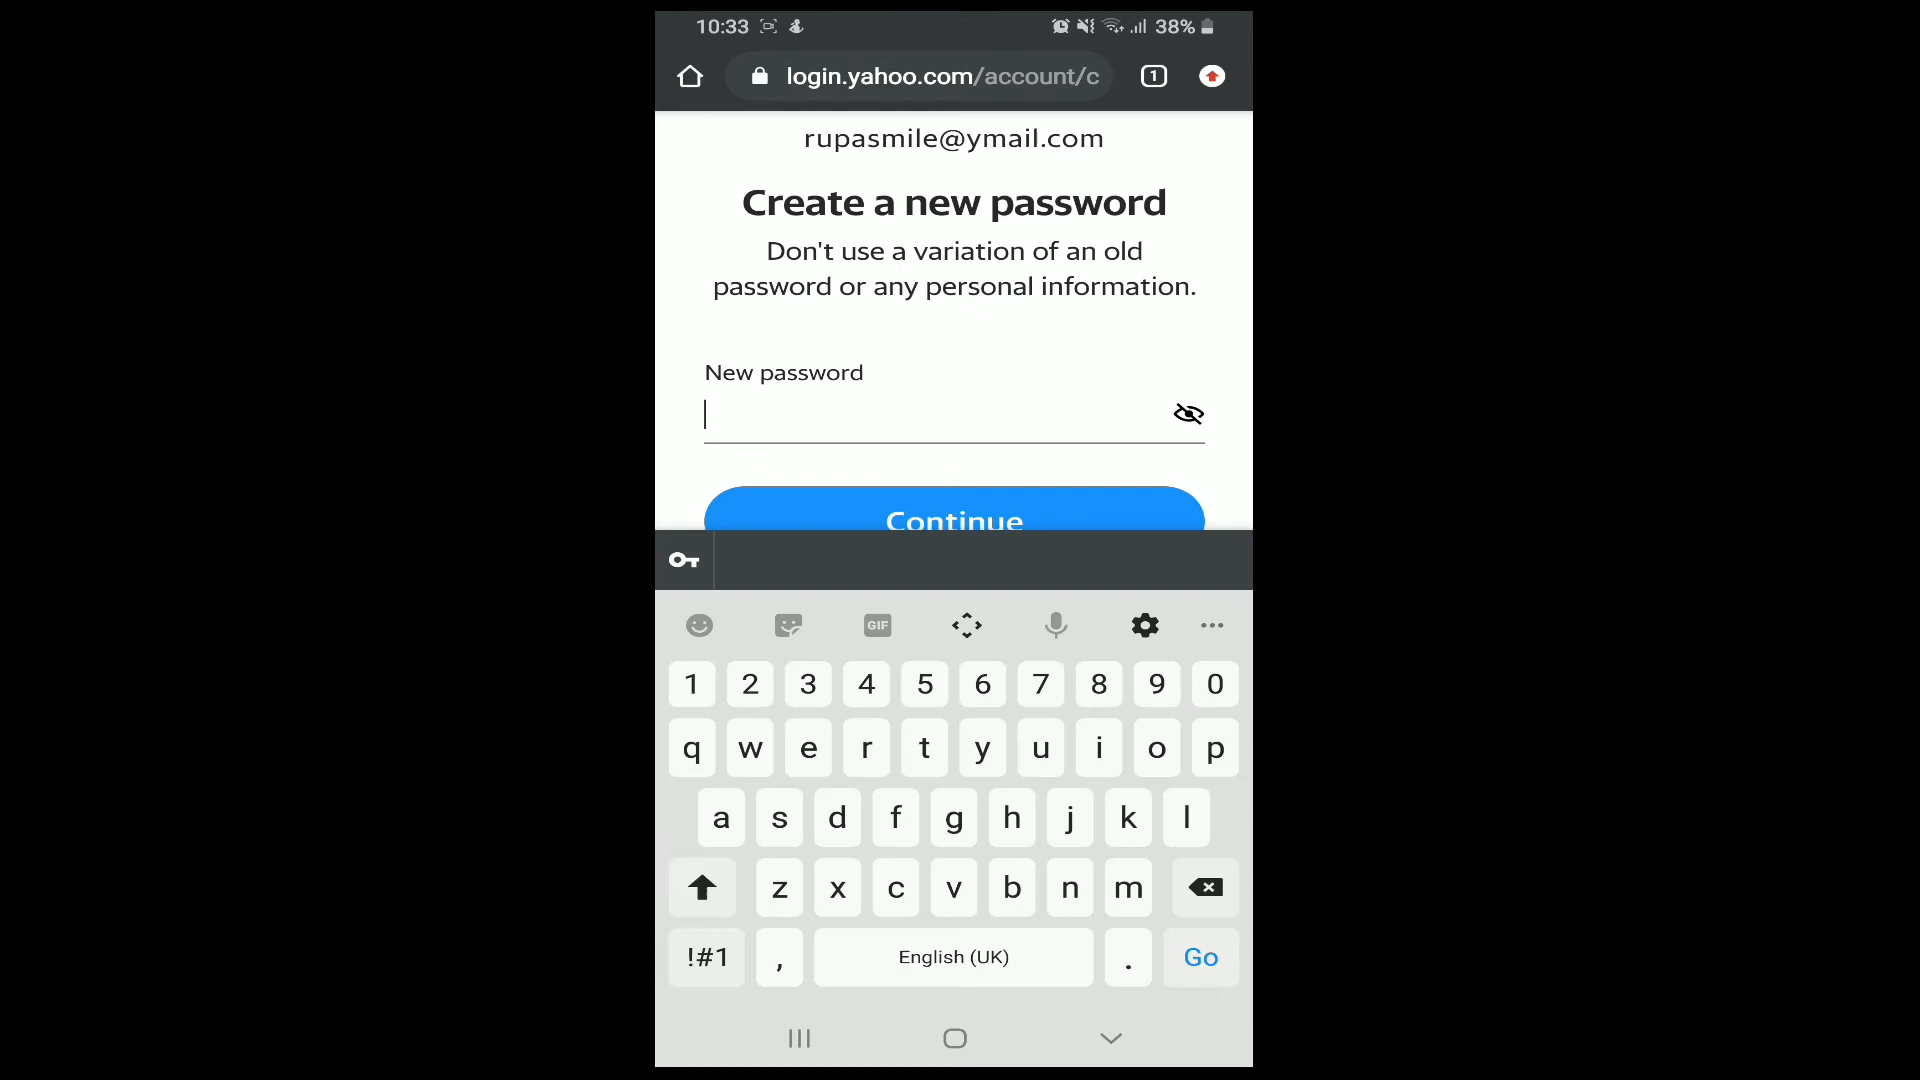 10:33 38%
login.yahoo.com/account/c 1
rupasmile@ymail.com
Create a new password
Don't use a variation of an old
password or any personal information.
New password
Continue
GIF
1 2 3 4 5 6 7 8 9 0
q w e r t y u i o p
a s d f g h j k l
z x c v b n m
!#1 , English (UK) . Go